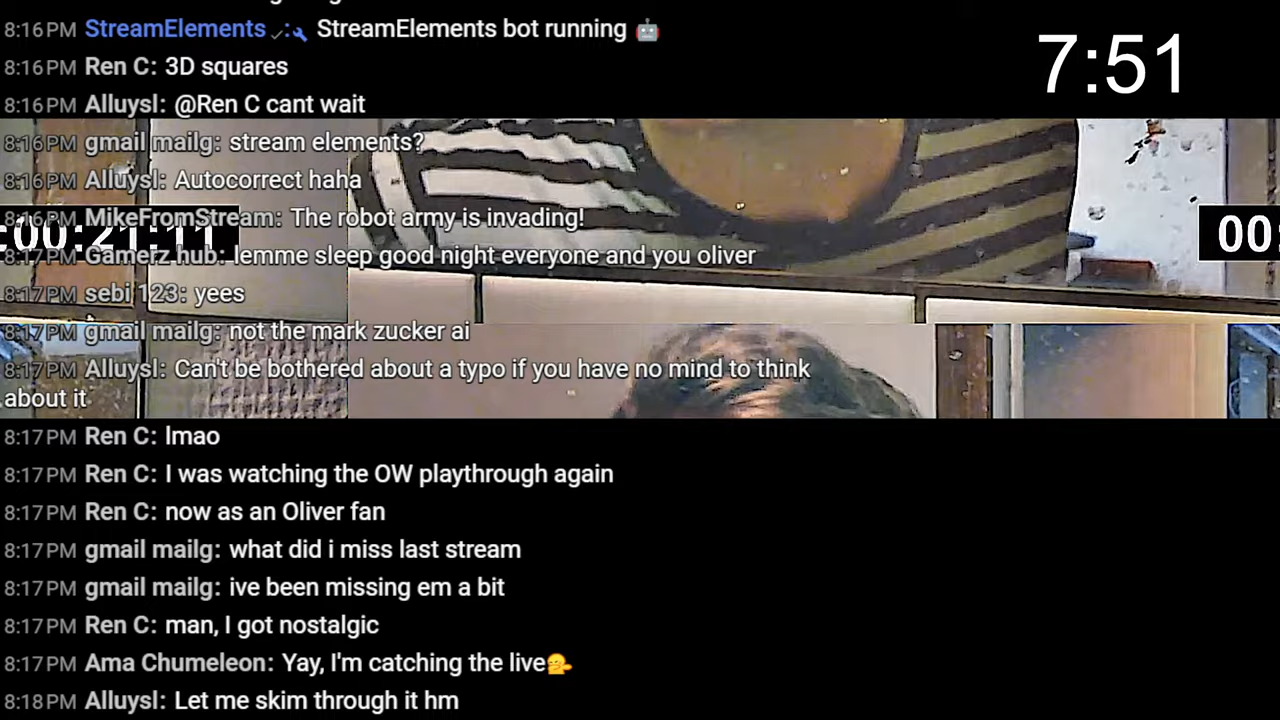 8:16PM StreamElements StreamElements bot running 🤖
7:51
8:16PM Ren C: 3D squares
8:16PM Alluysl: @Ren C cant wait
8:16PM gmail mailg: stream elements?
8:16PM Alluysl: Autocorrect haha
8:16PM MikeFromStream: The robot army is invading!
:00:21:11
00:
8:17PM Gamerz hub: lemme sleep good night everyone and you oliver
8:17PM sebi 123: yees
8:17PM gmail mailg: not the mark zucker ai
8:17PM Alluysl: Can't be bothered about a typo if you have no mind to think
about it
8:17PM Ren C: lmao
8:17PM Ren C: I was watching the OW playthrough again
8:17PM Ren C: now as an Oliver fan
8:17PM gmail mailg: what did i miss last stream
8:17PM gmail mailg: ive been missing em a bit
8:17PM Ren C: man, I got nostalgic
8:17PM Ama Chumeleon: Yay, I'm catching the live
8:18PM Alluysl: Let me skim through it hm